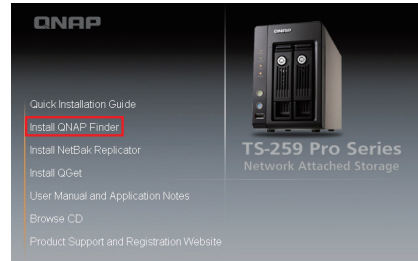 QNAP
Quick Installation Guide
Install QNAP Finder
Install NetBak Replicator
Install QGet
User Manual and Application Notes
Browse CD
Product Support and Registration Website
TS-259 Pro Series
Network Attached Storage